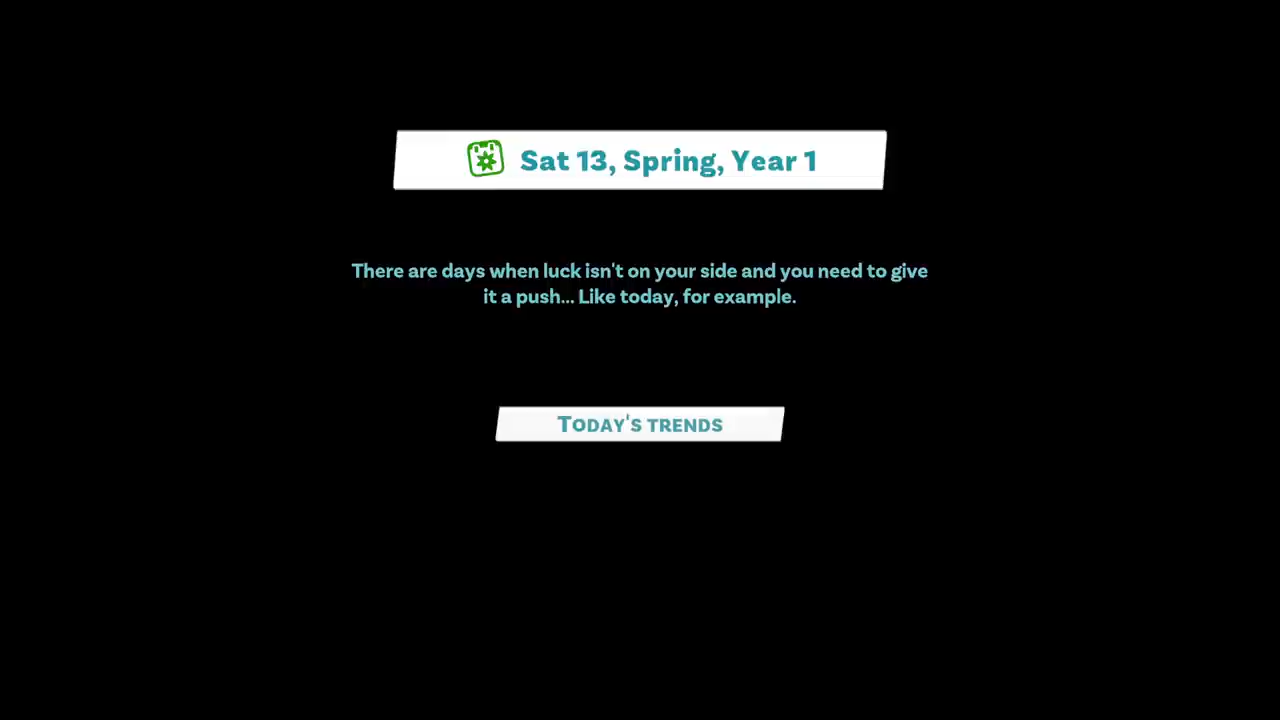 Sat 13, Spring, Year 1
There are days when luck isn't on your side and you need to give
it a push... Like today, for example.
Today's trends